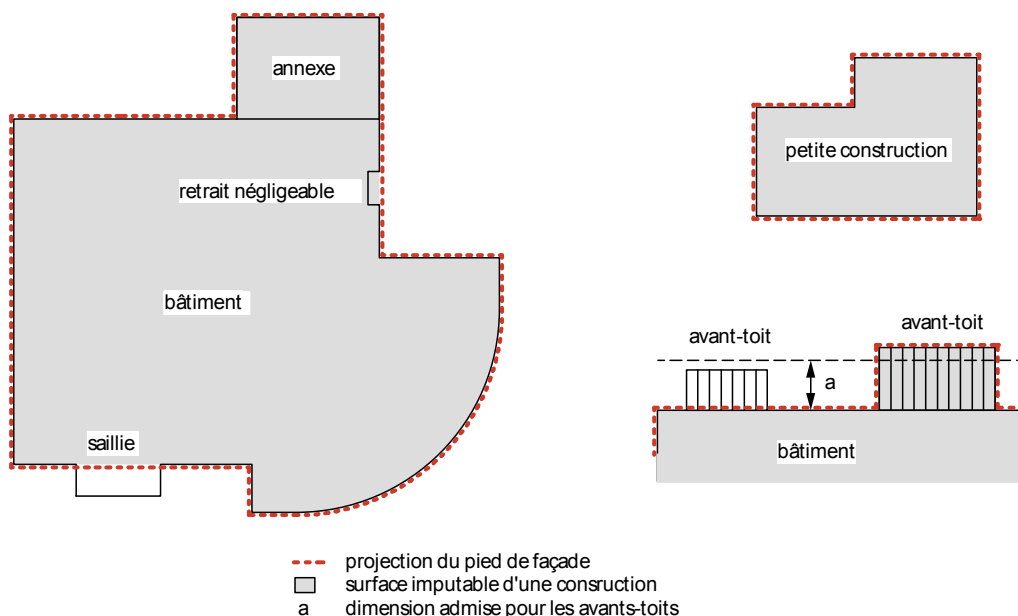 annexe
petite construction
retrait négligeable
bâtiment
avant-toit
avant-toit
a
saillie
bâtiment
projection du pied de façade
surface imputable d'une consruction
a dimension admise pour les avants-toits